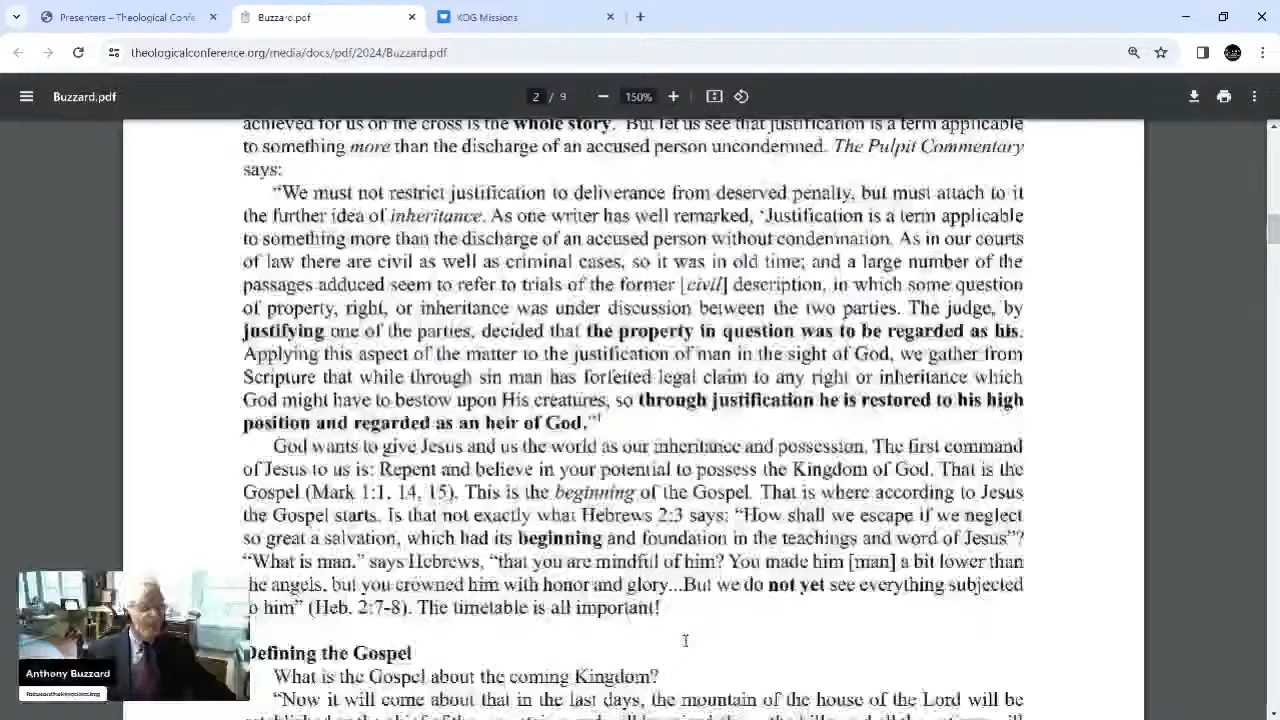 Presenters – Theological Confe
Buzzard.pdf
KOG Missions
theologicalconference.org/media/docs/pdf/2024/Buzzard.pdf
Buzzard.pdf
2 / 9
150%
achieved for us on the cross is the whole story. But let us see that justification is a term applicable
to something more than the discharge of an accused person uncondemned. The Pulpit Commentary
says:
“We must not restrict justification to deliverance from deserved penalty, but must attach to it
the further idea of inheritance. As one writer has well remarked, ‘Justification is a term applicable
to something more than the discharge of an accused person without condemnation. As in our courts
of law there are civil as well as criminal cases, so it was in old time; and a large number of the
passages adduced seem to refer to trials of the former [civil] description, in which some question
of property, right, or inheritance was under discussion between the two parties. The judge, by
justifying one of the parties, decided that the property in question was to be regarded as his.
Applying this aspect of the matter to the justification of man in the sight of God, we gather from
Scripture that while through sin man has forfeited legal claim to any right or inheritance which
God might have to bestow upon His creatures, so through justification he is restored to his high
position and regarded as an heir of God.’”1
God wants to give Jesus and us the world as our inheritance and possession. The first command
of Jesus to us is: Repent and believe in your potential to possess the Kingdom of God. That is the
Gospel (Mark 1:1, 14, 15). This is the beginning of the Gospel. That is where according to Jesus
the Gospel starts. Is that not exactly what Hebrews 2:3 says: “How shall we escape if we neglect
so great a salvation, which had its beginning and foundation in the teachings and word of Jesus”?
“What is man,” says Hebrews, “that you are mindful of him? You made him [man] a bit lower than
he angels, but you crowned him with honor and glory...But we do not yet see everything subjected
o him” (Heb. 2:7-8). The timetable is all important!
Defining the Gospel
What is the Gospel about the coming Kingdom?
“Now it will come about that in the last days, the mountain of the house of the Lord will be
Anthony Buzzard